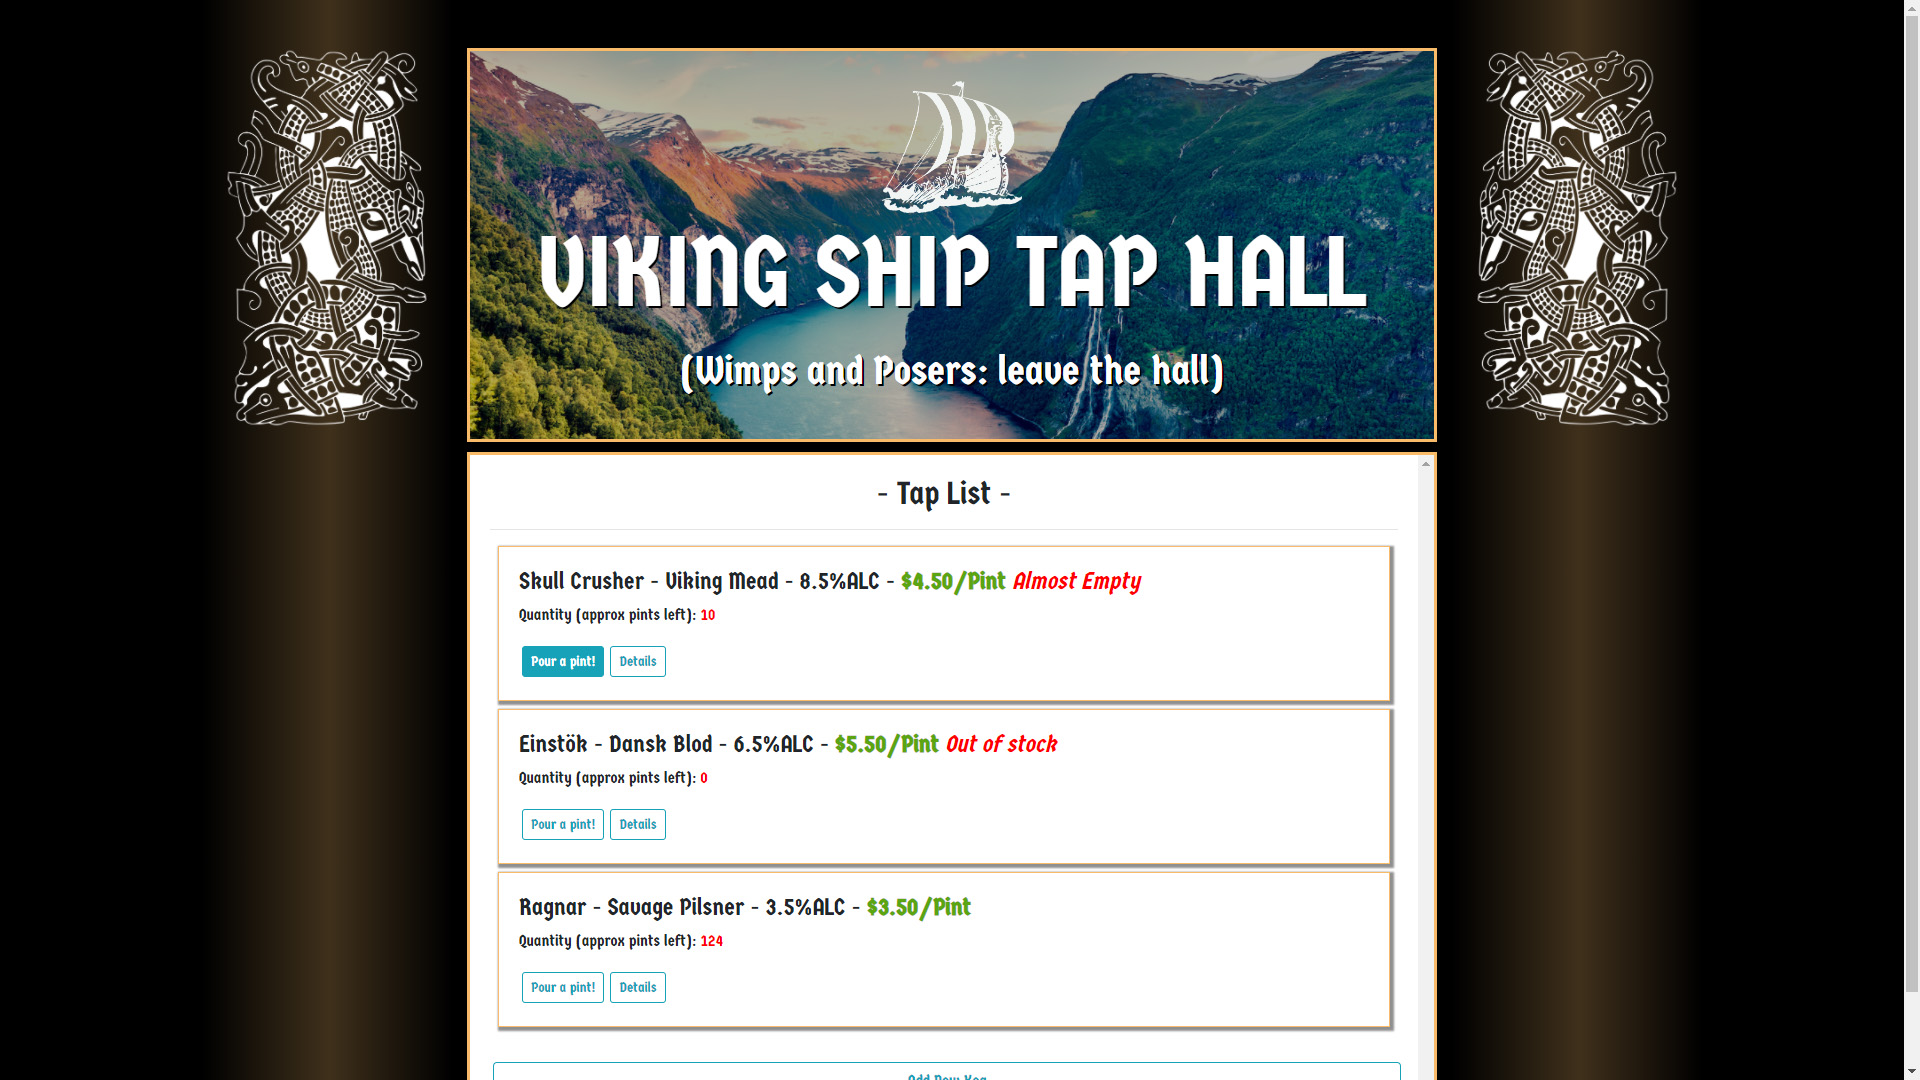 VIKING SHIP TAP HALL
(Wimps and Posers: leave the hall)
- Tap List -
Skull Crusher - Viking Mead - 8.5%ALC - $4.50/Pint Almost Empty
Quantity (approx pints left): 10
Pour a pint! Details
Einstök - Dansk Blod - 6.5%ALC - $5.50/Pint Out of stock
Quantity (approx pints left): 0
Pour a pint! Details
Ragnar - Savage Pilsner - 3.5%ALC - $3.50/Pint
Quantity (approx pints left): 124
Pour a pint! Details
Add New Keg